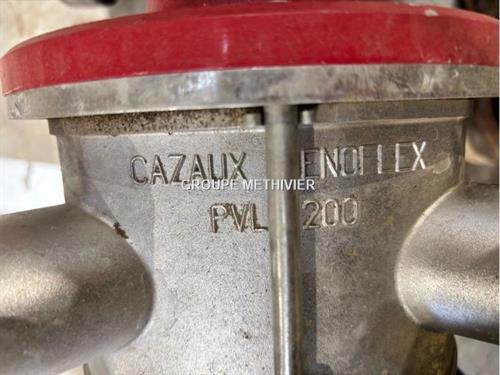 CAZAUX ENOFLEX
GROUPE METHIVIER
PVL 200